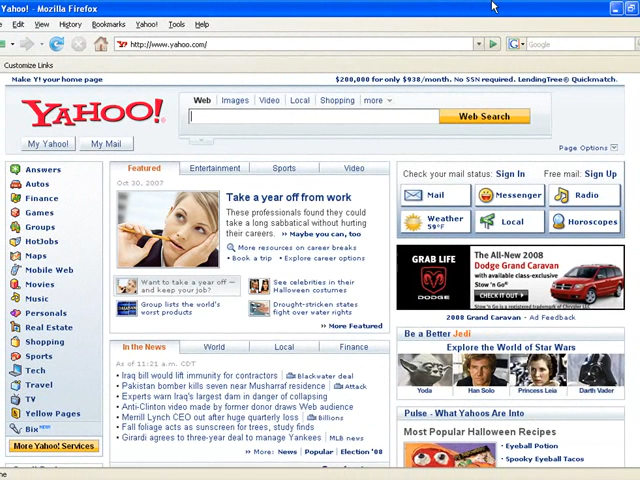 Yahoo! - Mozilla Firefox
Edit View History Bookmarks Yahoo! Tools Help
http://www.yahoo.com/
Google
Customize Links
Make Y! your home page
$200,000 for only $938/month. No SSN required. LendingTree® Quickmatch.
YAHOO!
Web Images Video Local Shopping more
Web Search
My Yahoo! My Mail
Page Options
Answers
Autos
Finance
Games
Groups
HotJobs
Maps
Mobile Web
Movies
Music
Personals
Real Estate
Shopping
Sports
Tech
Travel
TV
Yellow Pages
Bix NEW!
More Yahoo! Services
Featured Entertainment Sports Video
Oct 30, 2007
Take a year off from work
These professionals found they could
take a long sabbatical without hurting
their careers. » Maybe you can, too
More resources on career breaks
• Book a trip • Explore career options
Want to take a year off —
and keep your job?
See celebrities in their
Halloween costumes
Group lists the world's
worst products
Drought-stricken states
fight over water rights
» More Featured
In the News World Local Finance
As of 11:21 a.m. CDT
• Iraq bill would lift immunity for contractors Blackwater deal
• Pakistan bomber kills seven near Musharraf residence Attack
• Experts warn Iraq's largest dam in danger of collapsing
• Anti-Clinton video made by former donor draws Web audience
• Merrill Lynch CEO out after huge quarterly loss Billions
• Fall foliage acts as sunscreen for trees, study finds
• Girardi agrees to three-year deal to manage Yankees MLB news
» More: News Popular Election '08
Check your mail status: Sign In Free mail: Sign Up
Mail Messenger Radio
Weather
59°F
Local Horoscopes
GRAB LIFE
DODGE
The All-New 2008
Dodge Grand Caravan
with available class-exclusive
Stow 'n Go®
CHECK IT OUT
Stow 'n Go® is a registered trademark of Chrysler LLC
2008 Grand Caravan - Ad Feedback
Be a Better Jedi
Explore the World of Star Wars
Yoda Han Solo Princess Leia Darth Vader
Pulse - What Yahoos Are Into
Most Popular Halloween Recipes
• Eyeball Potion
• Spooky Eyeball Tacos